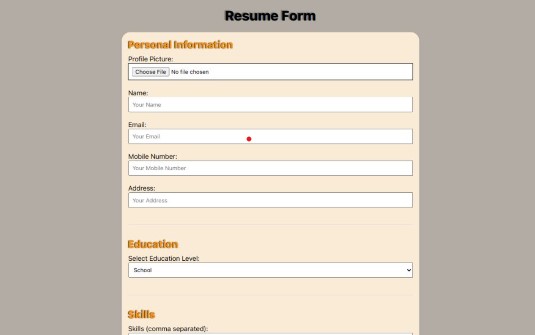 Resume Form
Personal Information
Profile Picture:
Choose File No file chosen
Name:
Your Name
Email:
Your Email
Mobile Number:
Your Mobile Number
Address:
Your Address
Education
Select Education Level:
School
Skills
Skills (comma separated):